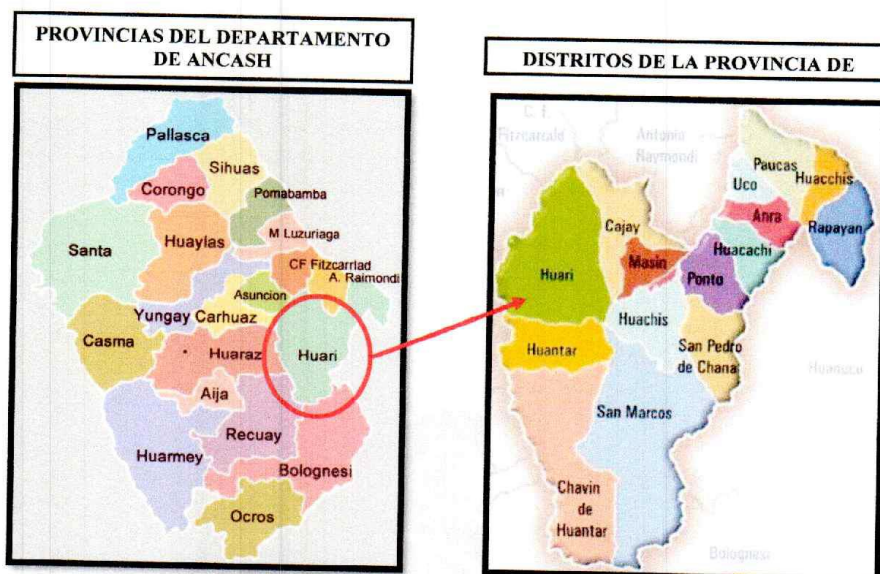 PROVINCIAS DEL DEPARTAMENTO
DE ANCASH
Pallasca
Sihuas
Corongo
Pomabamba
Santa
Huaylas
M Luzuriaga
CF Fitzcarrlad
A. Raimondi
Asuncion
Yungay
Carhuaz
Casma
Huaraz
Huari
Aija
Recuay
Huarmey
Bolognesi
Ocros
DISTRITOS DE LA PROVINCIA DE
C. F.
Fitzcarrald
Antonio
Raymondi
Paucas
Uco
Huacchis
Anra
Cajay
Rapayan
Huacachi
Masin
Huari
Ponto
Huachis
Huantar
San Pedro
de Chana
Huanuco
San Marcos
Chavin
de
Huantar
Bolognesi